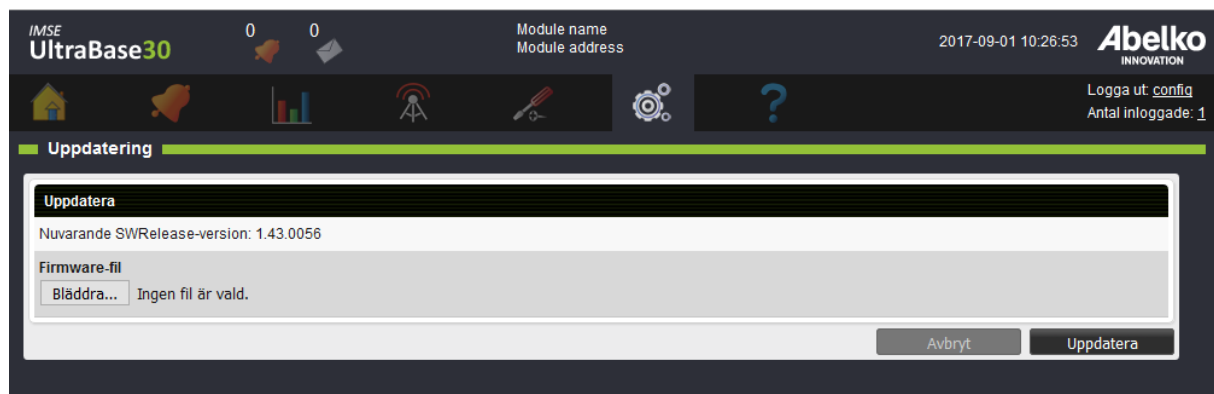 IMSE
UltraBase30
0 0
Module name
Module address
2017-09-01 10:26:53
Abelko
INNOVATION
Logga ut: config
Antal inloggade: 1
Uppdatering
Uppdatera
Nuvarande SWRelease-version: 1.43.0056
Firmware-fil
Bläddra... Ingen fil är vald.
Avbryt Uppdatera